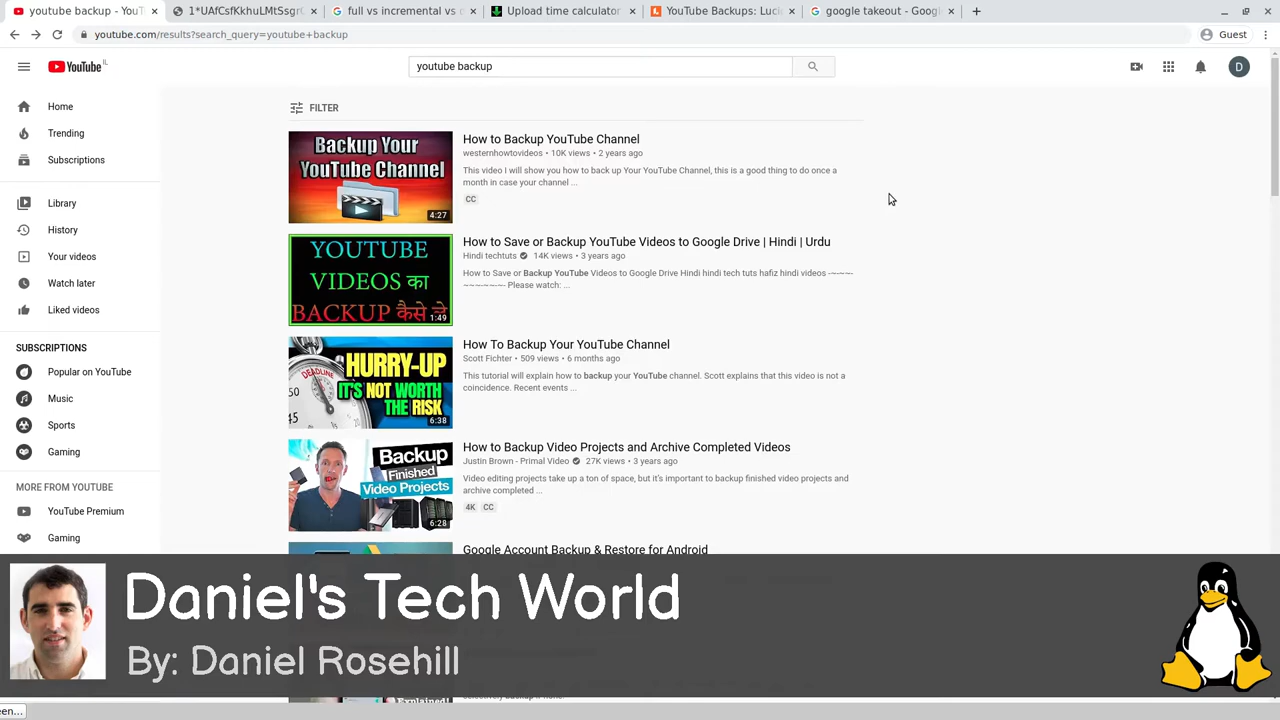 youtube backup - YouT
1*UAfCsfKkhuLMtSsgrC
full vs incremental vs
Upload time calculator
YouTube Backups: Luci
google takeout - Googl
youtube.com/results?search_query=youtube+backup
Guest
YouTube IL
youtube backup
D
Home
Trending
Subscriptions
Library
History
Your videos
Watch later
Liked videos
SUBSCRIPTIONS
Popular on YouTube
Music
Sports
Gaming
MORE FROM YOUTUBE
YouTube Premium
Gaming
FILTER
Backup Your
YouTube Channel
4:27
How to Backup YouTube Channel
westernhowtovideos • 10K views • 2 years ago
This video I will show you how to back up Your YouTube Channel, this is a good thing to do once a
month in case your channel ...
CC
YOUTUBE
VIDEOS का
BACKUP कैसे ले
1:49
How to Save or Backup YouTube Videos to Google Drive | Hindi | Urdu
Hindi techtuts 14K views • 3 years ago
How to Save or Backup YouTube Videos to Google Drive Hindi hindi tech tuts hafiz hindi videos -~-~~-
~~~-~~-~- Please watch: ...
DEADLINE
50
45
HURRY-UP
IT'S NOT WORTH
THE RISK
6:38
How To Backup Your YouTube Channel
Scott Fichter • 509 views • 6 months ago
This tutorial will explain how to backup your YouTube channel. Scott explains that this video is not a
coincidence. Recent events ...
Backup
Finished
Video Projects
6:28
How to Backup Video Projects and Archive Completed Videos
Justin Brown - Primal Video 27K views • 3 years ago
Video editing projects take up a ton of space, but it's important to backup finished video projects and
archive completed ...
4K CC
Google Account Backup & Restore for Android
Daniel's Tech World
By: Daniel Rosehill
een...